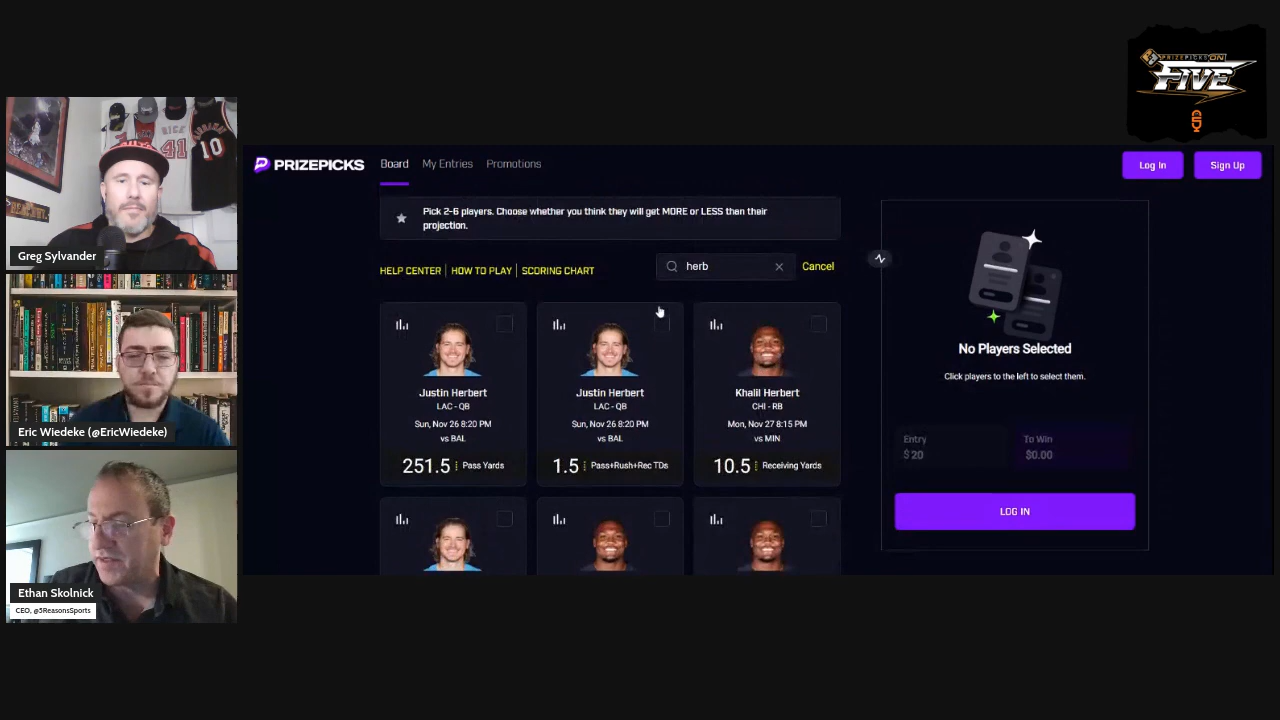 PRIZEPICKS ON
FIVE
Greg Sylvander
Eric Wiedeke (@EricWiedeke)
Ethan Skolnick
CEO, @5ReasonsSports
RICE
41
10
PRIZEPICKS
Board
My Entries
Promotions
Log In
Sign Up
Pick 2-6 players. Choose whether you think they will get MORE or LESS then their
projection.
HELP CENTER
HOW TO PLAY
SCORING CHART
herb
Cancel
Justin Herbert
LAC - QB
Sun, Nov 26 8:20 PM
vs BAL
251.5 Pass Yards
Justin Herbert
LAC - QB
Sun, Nov 26 8:20 PM
vs BAL
1.5 Pass+Rush+Rec TDs
Khalil Herbert
CHI - RB
Mon, Nov 27 8:15 PM
vs MIN
10.5 Receiving Yards
No Players Selected
Click players to the left to select them.
Entry
$ 20
To Win
$0.00
LOG IN